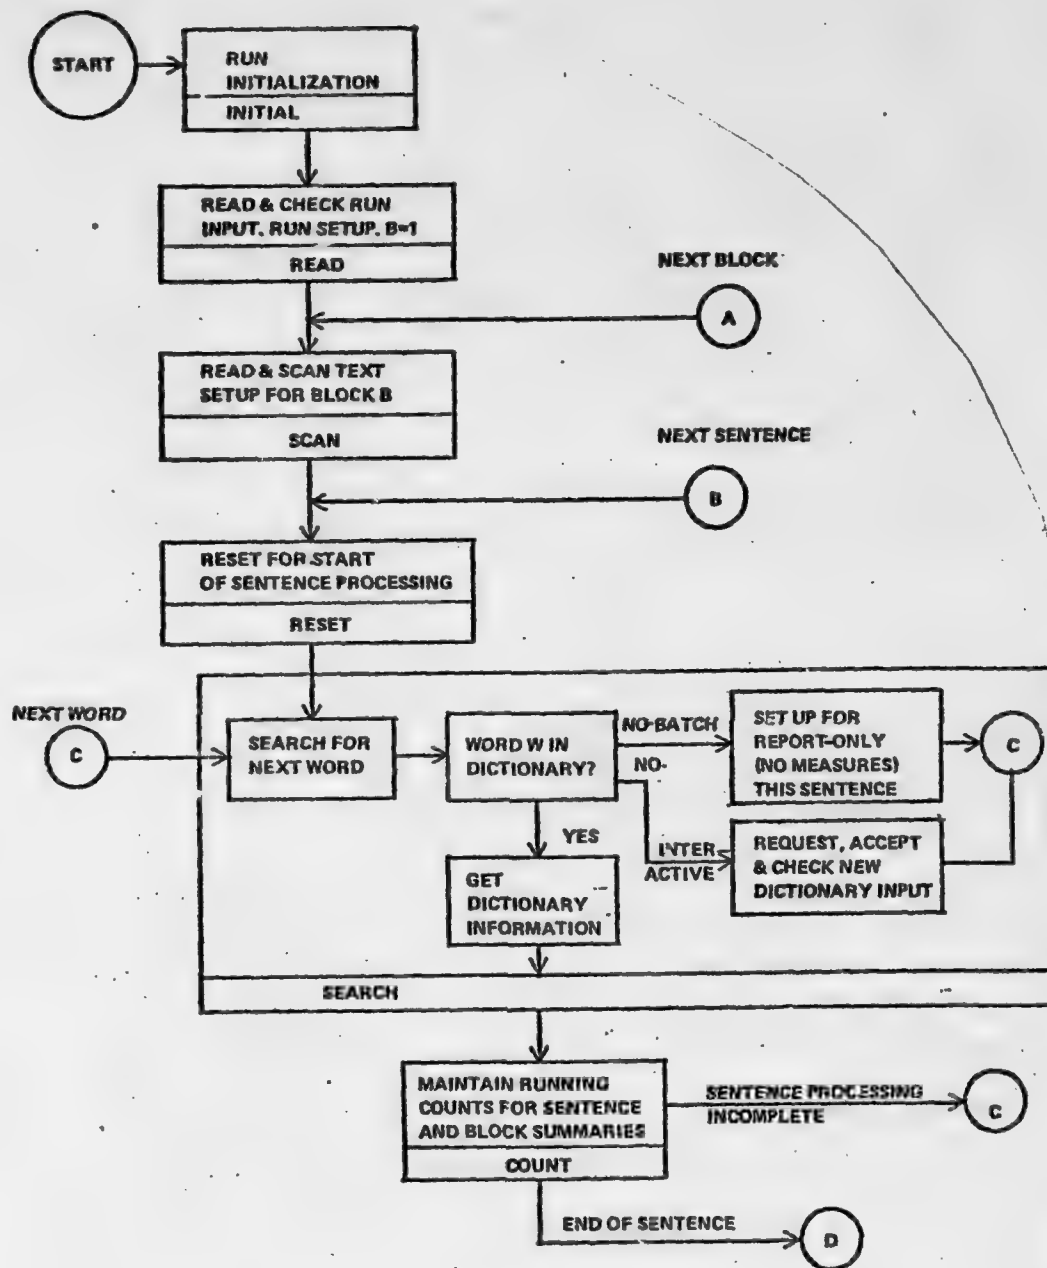 START
RUN
INITIALIZATION
INITIAL
READ & CHECK RUN
INPUT, RUN SETUP, B=1
READ
NEXT BLOCK
A
READ & SCAN TEXT
SETUP FOR BLOCK B
SCAN
NEXT SENTENCE
B
RESET FOR START
OF SENTENCE PROCESSING
RESET
NEXT WORD
C
SEARCH FOR
NEXT WORD
WORD W IN
DICTIONARY?
NO-BATCH
SET UP FOR
REPORT-ONLY
(NO MEASURES)
THIS SENTENCE
C
NO-
INTER
ACTIVE
REQUEST, ACCEPT
& CHECK NEW
DICTIONARY INPUT
YES
GET
DICTIONARY
INFORMATION
SEARCH
MAINTAIN RUNNING
COUNTS FOR SENTENCE
AND BLOCK SUMMARIES
COUNT
SENTENCE PROCESSING
INCOMPLETE
C
END OF SENTENCE
D